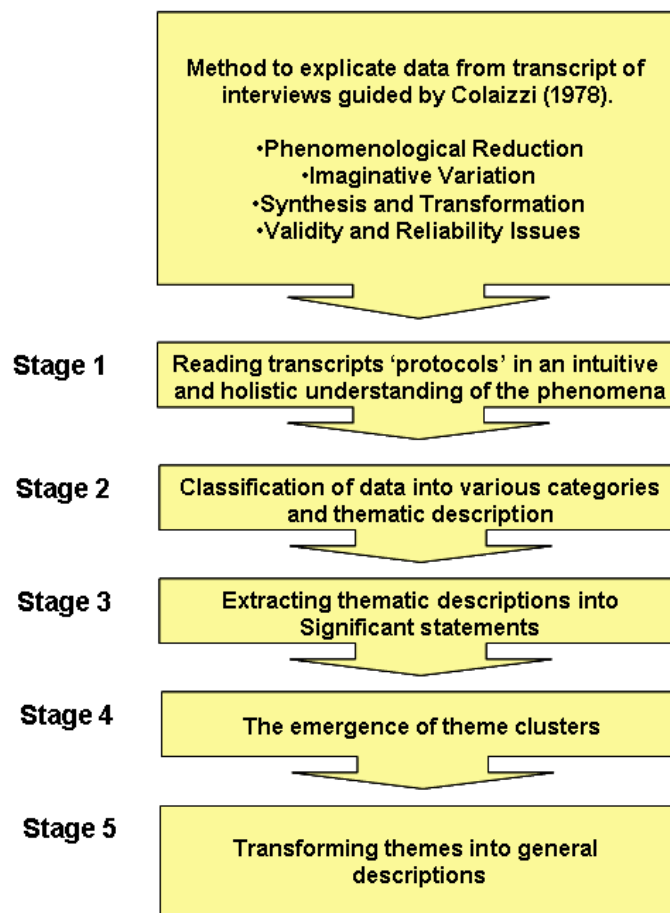 Method to explicate data from transcript of
interviews guided by Colaizzi (1978).
•Phenomenological Reduction
•Imaginative Variation
•Synthesis and Transformation
•Validity and Reliability Issues
Stage 1
Reading transcripts ‘protocols’ in an intuitive
and holistic understanding of the phenomena
Stage 2
Classification of data into various categories
and thematic description
Stage 3
Extracting thematic descriptions into
Significant statements
Stage 4
The emergence of theme clusters
Stage 5
Transforming themes into general
descriptions